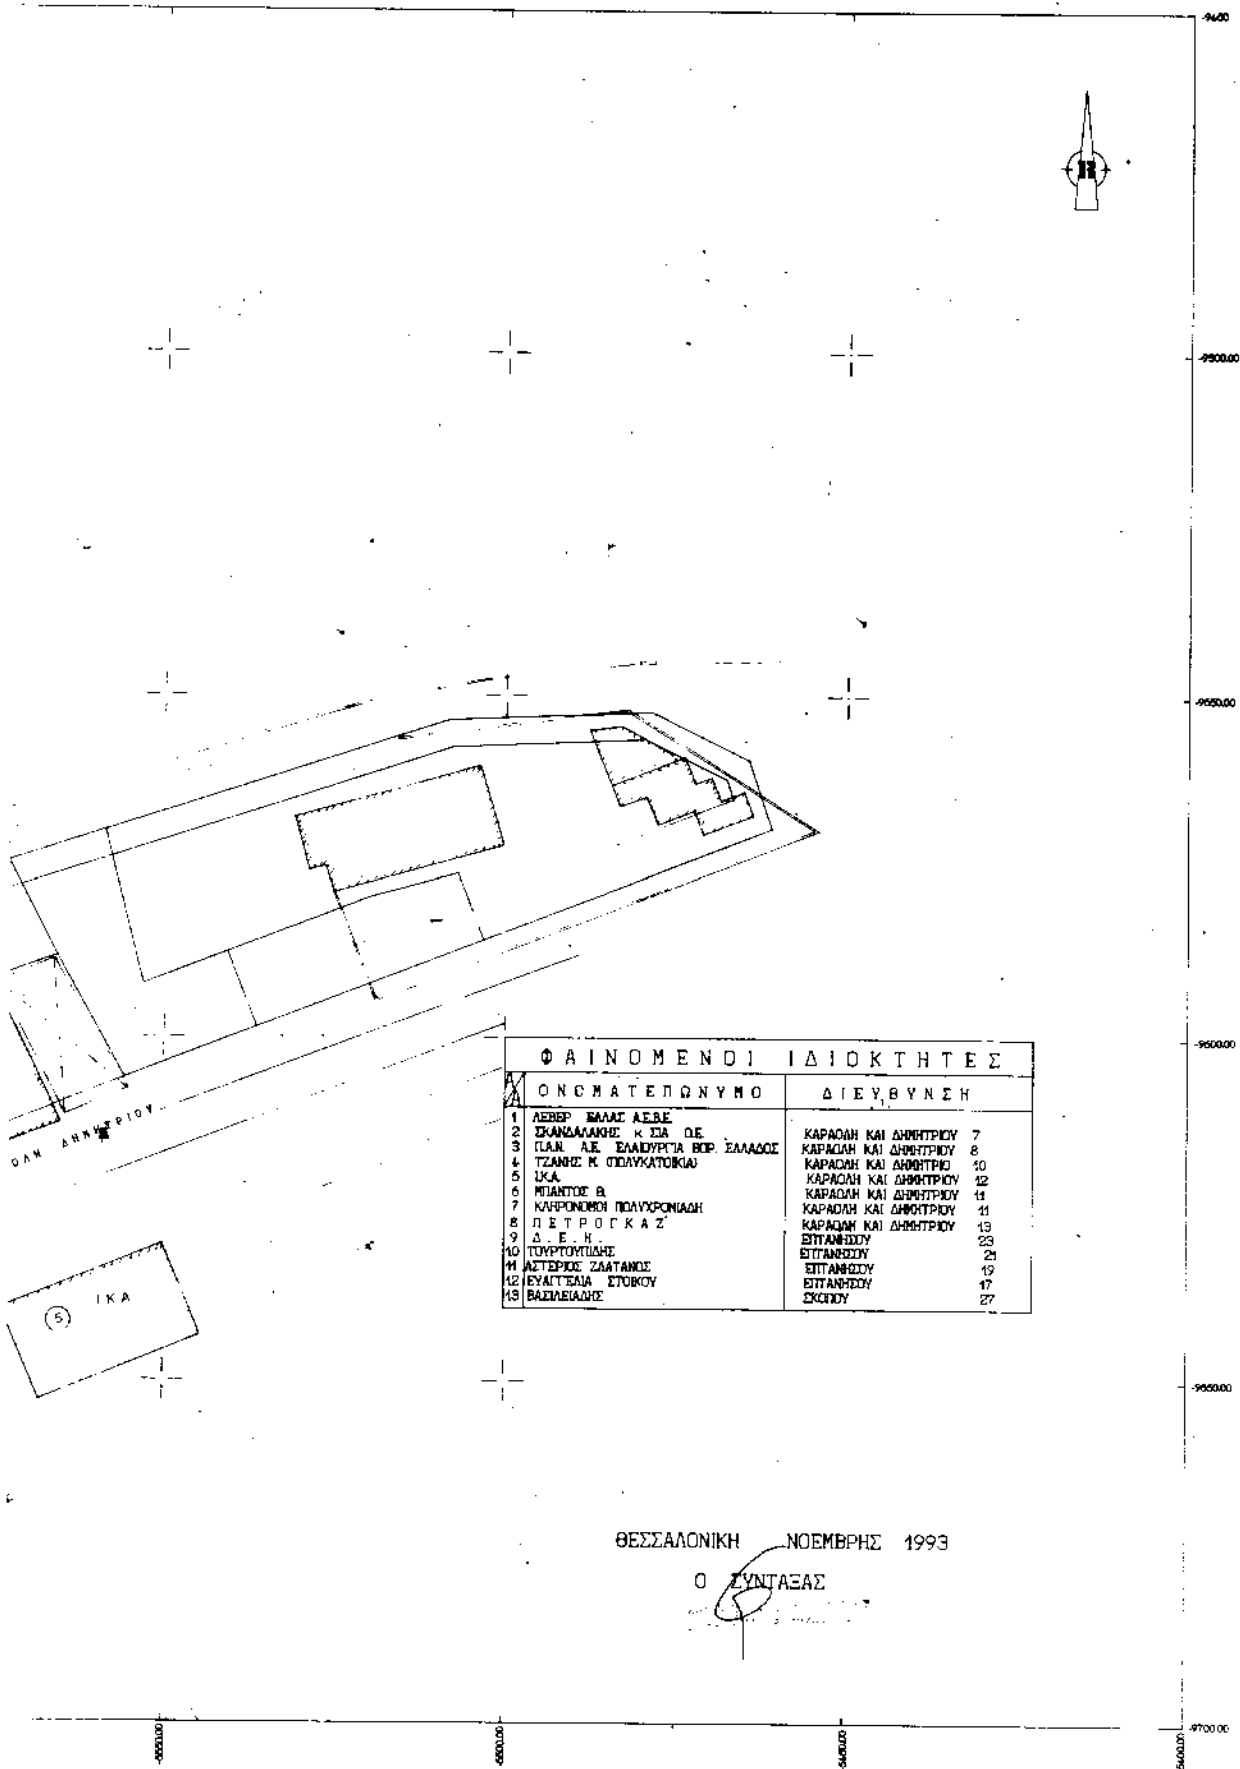 -9500.00
-9550.00
ΦΑΙΝΟΜΕΝΟΙ ΙΔΙΟΚΤΗΤΕΣ
ΟΝΟΜΑΤΕΠΩΝΥΜΟ ΔΙΕΥΘΥΝΣΗ
1 ΛΕΒΕΡ ΕΛΛΑΣ Α.Ε.Β.Ε.
2 ΣΚΑΝΔΑΛΑΚΗΣ κ ΣΙΑ Ο.Ε. ΚΑΡΑΟΛΗ ΚΑΙ ΔΗΜΗΤΡΙΟΥ 7
3 Π.Α.Ν. Α.Ε. ΕΛΑΙΟΥΡΓΙΑ ΒΟΡ. ΕΛΛΑΔΟΣ ΚΑΡΑΟΛΗ ΚΑΙ ΔΗΜΗΤΡΙΟΥ 8
4 ΤΖΑΝΗΣ Μ. (ΠΟΛΥΚΑΤΟΙΚΙΑ) ΚΑΡΑΟΛΗ ΚΑΙ ΔΗΜΗΤΡΙΟ 10
5 Ι.Κ.Α. ΚΑΡΑΟΛΗ ΚΑΙ ΔΗΜΗΤΡΙΟΥ 12
6 ΜΠΑΝΤΟΣ Θ. ΚΑΡΑΟΛΗ ΚΑΙ ΔΗΜΗΤΡΙΟΥ 11
7 ΚΛΗΡΟΝΟΜΟΙ ΠΟΛΥΧΡΟΝΙΑΔΗ ΚΑΡΑΟΛΗ ΚΑΙ ΔΗΜΗΤΡΙΟΥ 11
8 ΠΕΤΡΟΓΚΑΖ ΚΑΡΑΟΛΗ ΚΑΙ ΔΗΜΗΤΡΙΟΥ 13
9 Δ.Ε.Η. ΕΠΤΑΝΗΣΟΥ 23
10 ΤΟΥΡΤΟΥΠΙΔΗΣ ΕΠΤΑΝΗΣΟΥ 21
11 ΑΣΤΕΡΙΟΣ ΖΛΑΤΑΝΟΣ ΕΠΤΑΝΗΣΟΥ 19
12 ΕΥΑΓΓΕΛΙΑ ΣΤΟΙΚΟΥ ΕΠΤΑΝΗΣΟΥ 17
13 ΒΑΣΙΛΕΙΑΔΗΣ ΣΚΟΠΟΥ 27
-9600.00
ΟΛΗ ΔΗΜΗΤΡΙΟΥ
ΙΚΑ
5
-9650.00
ΘΕΣΣΑΛΟΝΙΚΗ ΝΟΕΜΒΡΗΣ 1993
Ο ΣΥΝΤΑΞΑΣ
-9700.00